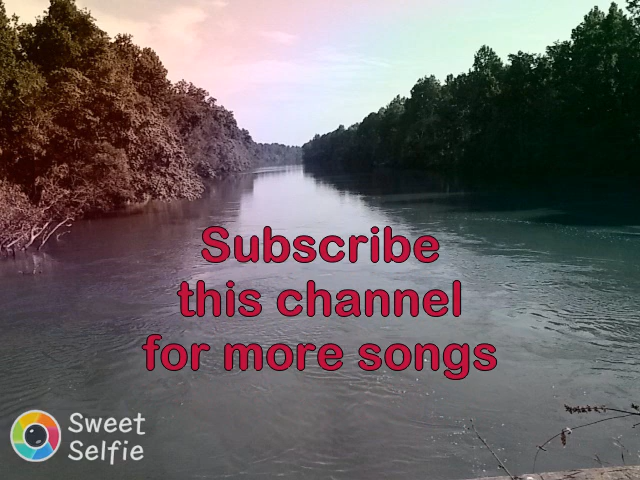 Subscribe
this channel
for more songs
Sweet
Selfie